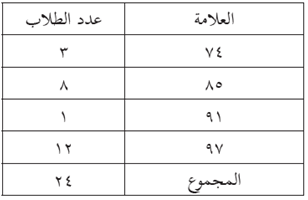 العلامة عدد الطلاب
٧٤ ٣
٨٥ ٨
٩١ ١
٩٧ ١٢
المجموع ٢٤